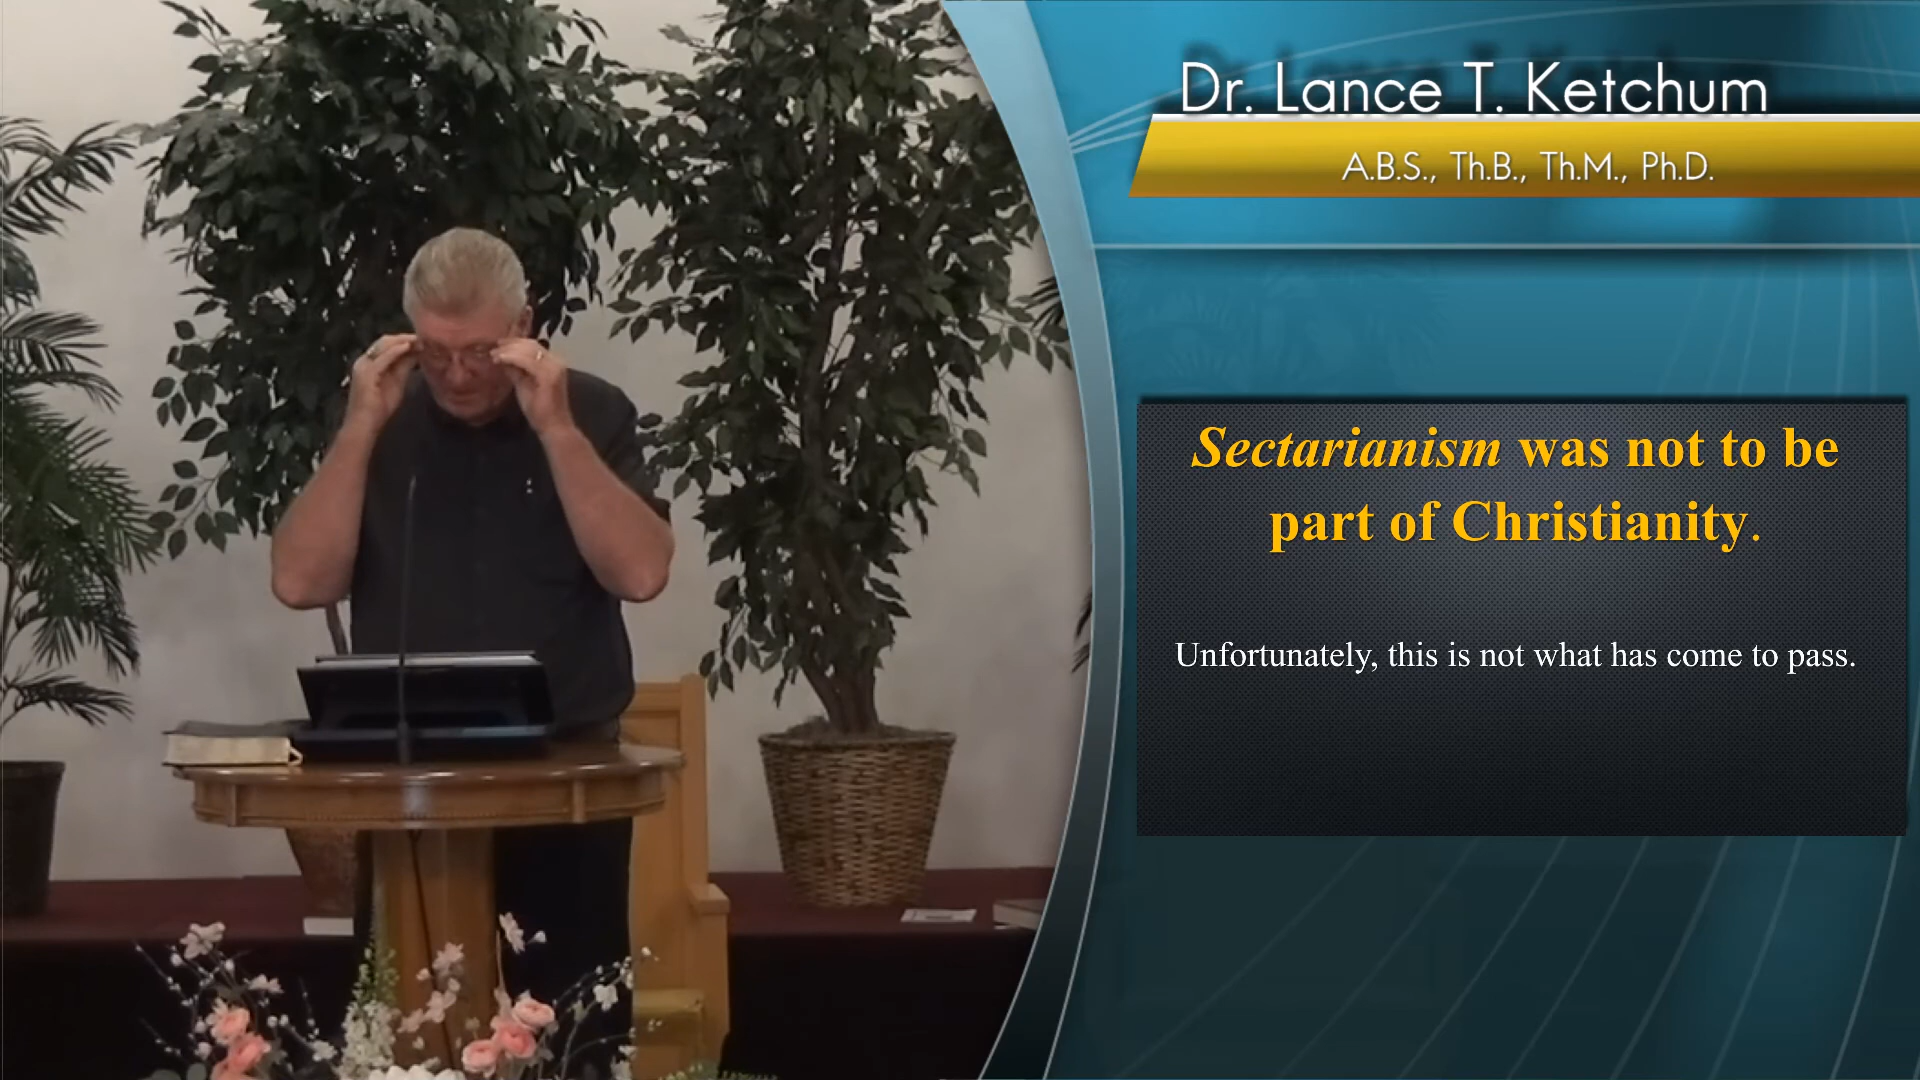 Dr. Lance T. Ketchum
A.B.S., Th.B., Th.M., Ph.D.
Sectarianism was not to be
part of Christianity.
Unfortunately, this is not what has come to pass.